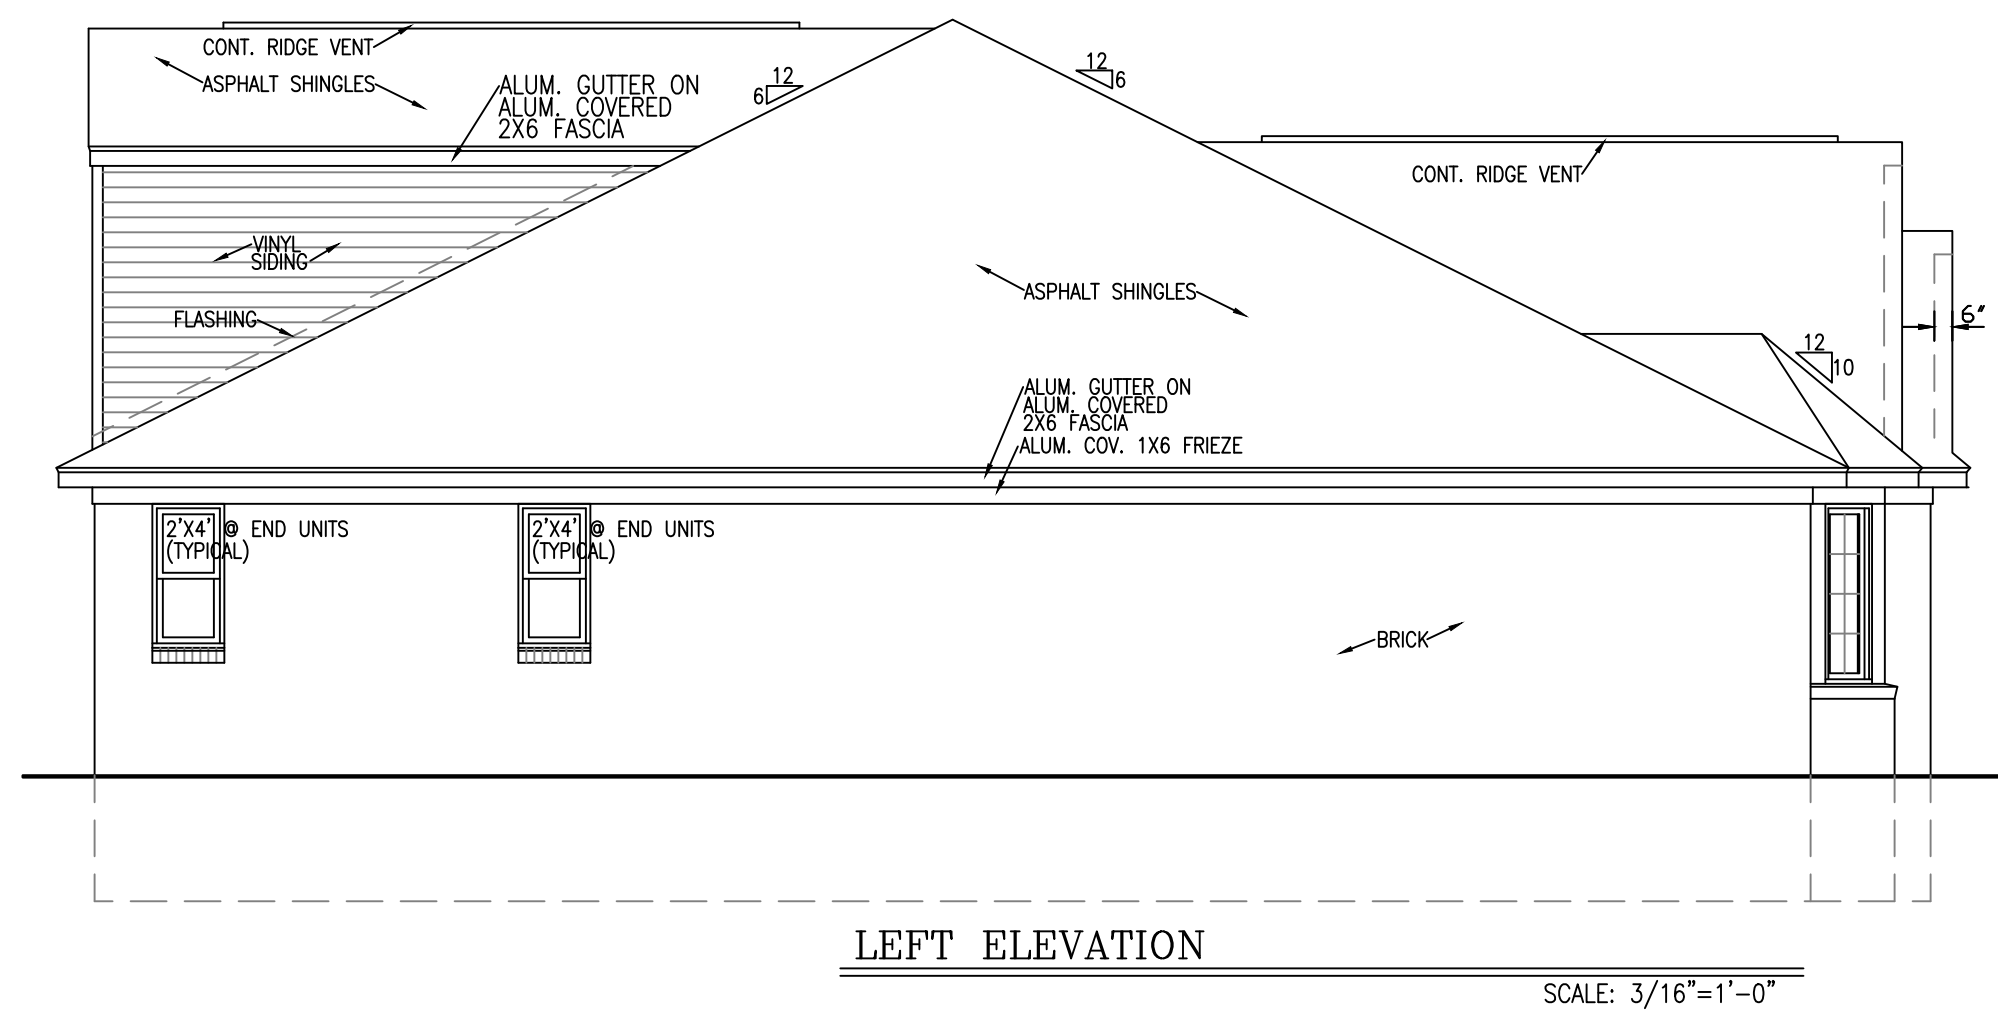 CONT. RIDGE VENT
ASPHALT SHINGLES
ALUM. GUTTER ON
ALUM. COVERED
2X6 FASCIA
12
6
12
6
CONT. RIDGE VENT
VINYL
SIDING
FLASHING
ASPHALT SHINGLES
6"
12
10
ALUM. GUTTER ON
ALUM. COVERED
2X6 FASCIA
ALUM. COV. 1X6 FRIEZE
2'X4' @ END UNITS
(TYPICAL)
2'X4' @ END UNITS
(TYPICAL)
BRICK
LEFT ELEVATION
SCALE: 3/16"=1'-0"